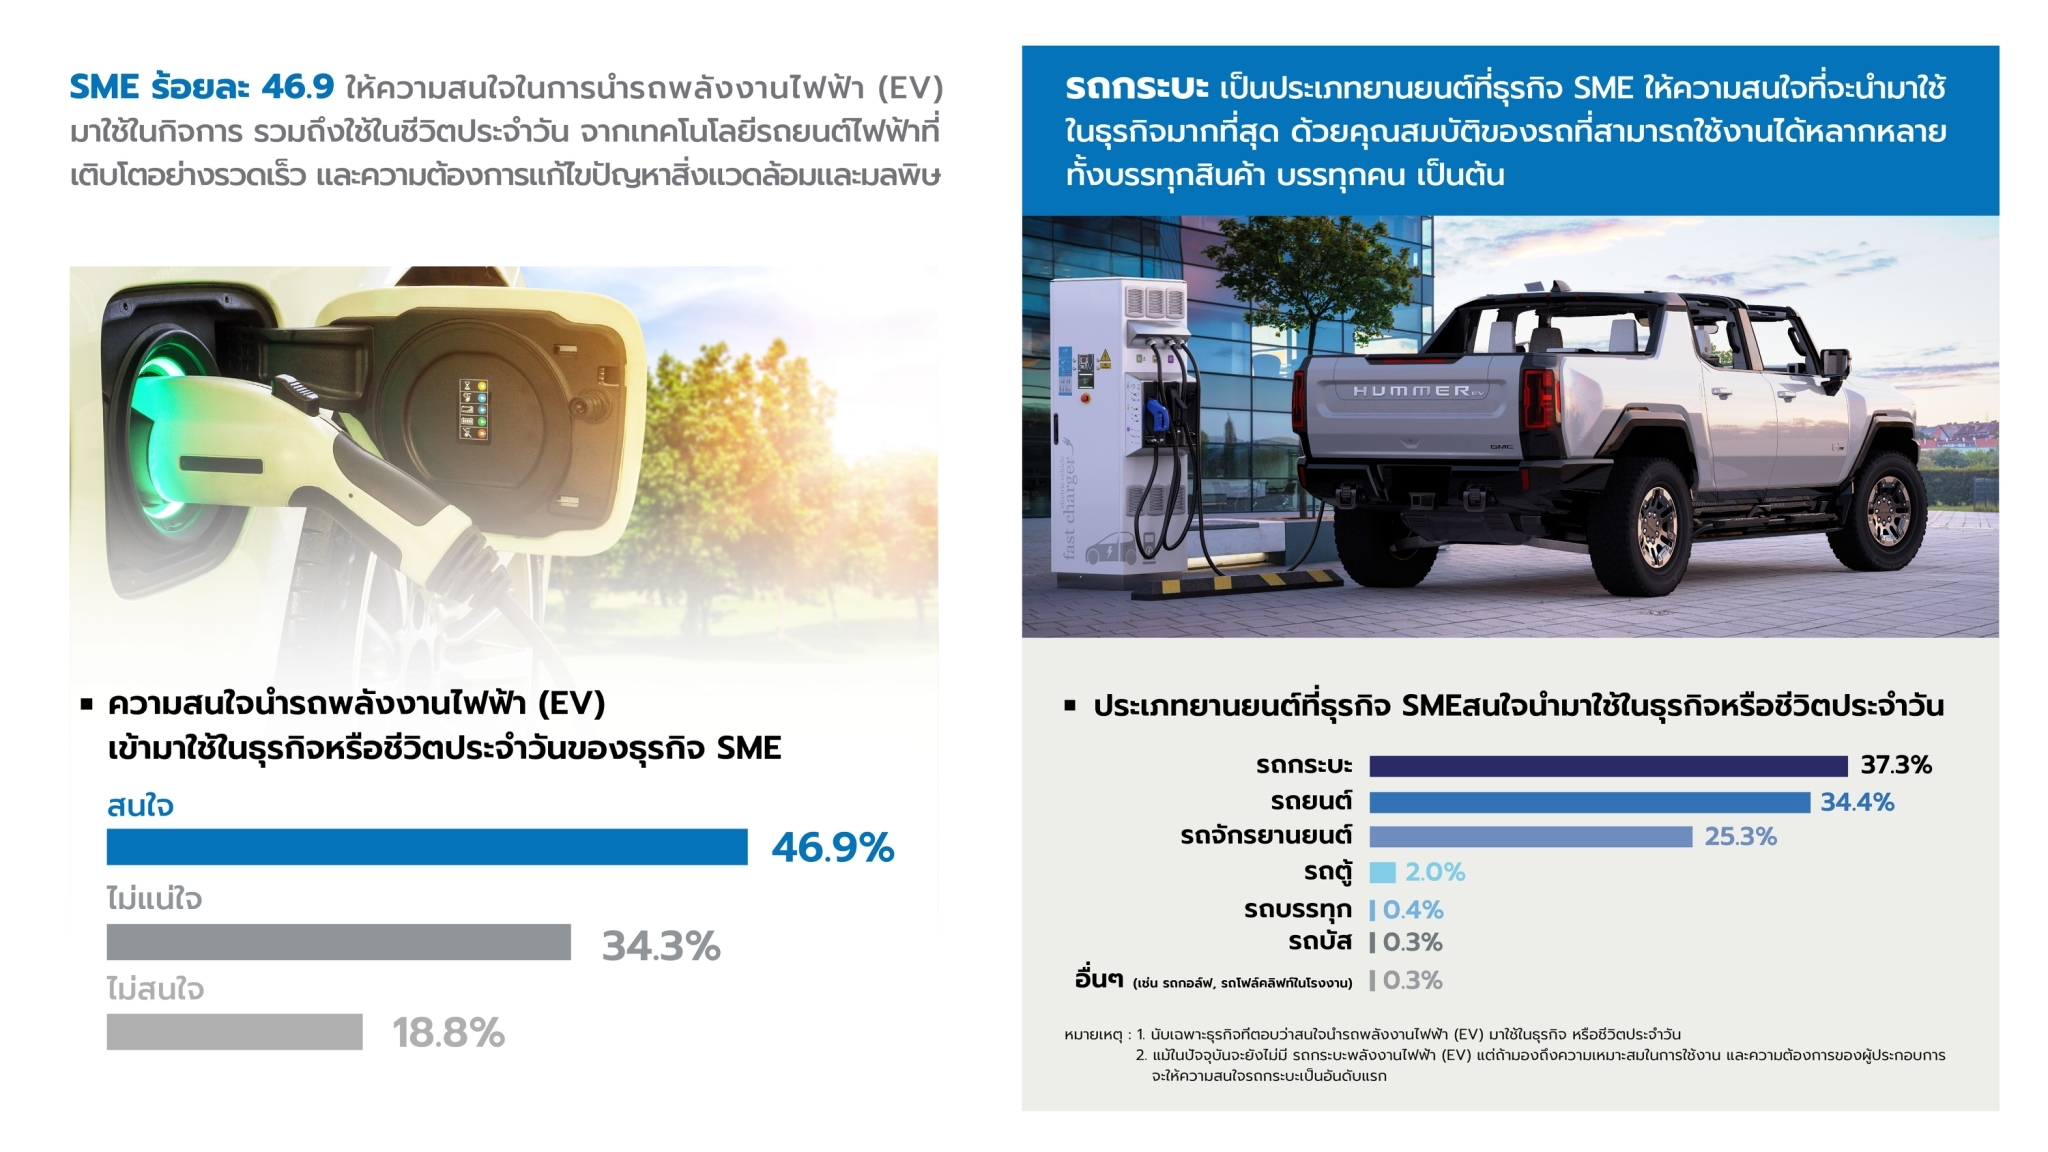 SME ร้อยละ 46.9 ให้ความสนใจในการนำรถพลังงานไฟฟ้า (EV)
มาใช้ในกิจการ รวมถึงใช้ในชีวิตประจำวัน จากเทคโนโลยีรถยนต์ไฟฟ้าที่
เติบโตอย่างรวดเร็ว และความต้องการแก้ไขปัญหาสิ่งแวดล้อมและมลพิษ
▪ ความสนใจนำรถพลังงานไฟฟ้า (EV)
เข้ามาใช้ในธุรกิจหรือชีวิตประจำวันของธุรกิจ SME
สนใจ
46.9%
ไม่แน่ใจ
34.3%
ไม่สนใจ
18.8%
รถกระบะ เป็นประเภทยานยนต์ที่ธุรกิจ SME ให้ความสนใจที่จะนำมาใช้
ในธุรกิจมากที่สุด ด้วยคุณสมบัติของรถที่สามารถใช้งานได้หลากหลาย
ทั้งบรรทุกสินค้า บรรทุกคน เป็นต้น
HUMMER EV
GMC
fast charger
▪ ประเภทยานยนต์ที่ธุรกิจ SMEสนใจนำมาใช้ในธุรกิจหรือชีวิตประจำวัน
รถกระบะ 37.3%
รถยนต์ 34.4%
รถจักรยานยนต์ 25.3%
รถตู้ 2.0%
รถบรรทุก 0.4%
รถบัส 0.3%
อื่นๆ (เช่น รถกอล์ฟ, รถโฟล์คลิฟท์ในโรงงาน) 0.3%
หมายเหตุ : 1. นับเฉพาะธุรกิจที่ตอบว่าสนใจนำรถพลังงานไฟฟ้า (EV) มาใช้ในธุรกิจ หรือชีวิตประจำวัน
2. แม้ในปัจจุบันจะยังไม่มี รถกระบะพลังงานไฟฟ้า (EV) แต่ถ้ามองถึงความเหมาะสมในการใช้งาน และความต้องการของผู้ประกอบการ
จะให้ความสนใจรถกระบะเป็นอันดับแรก